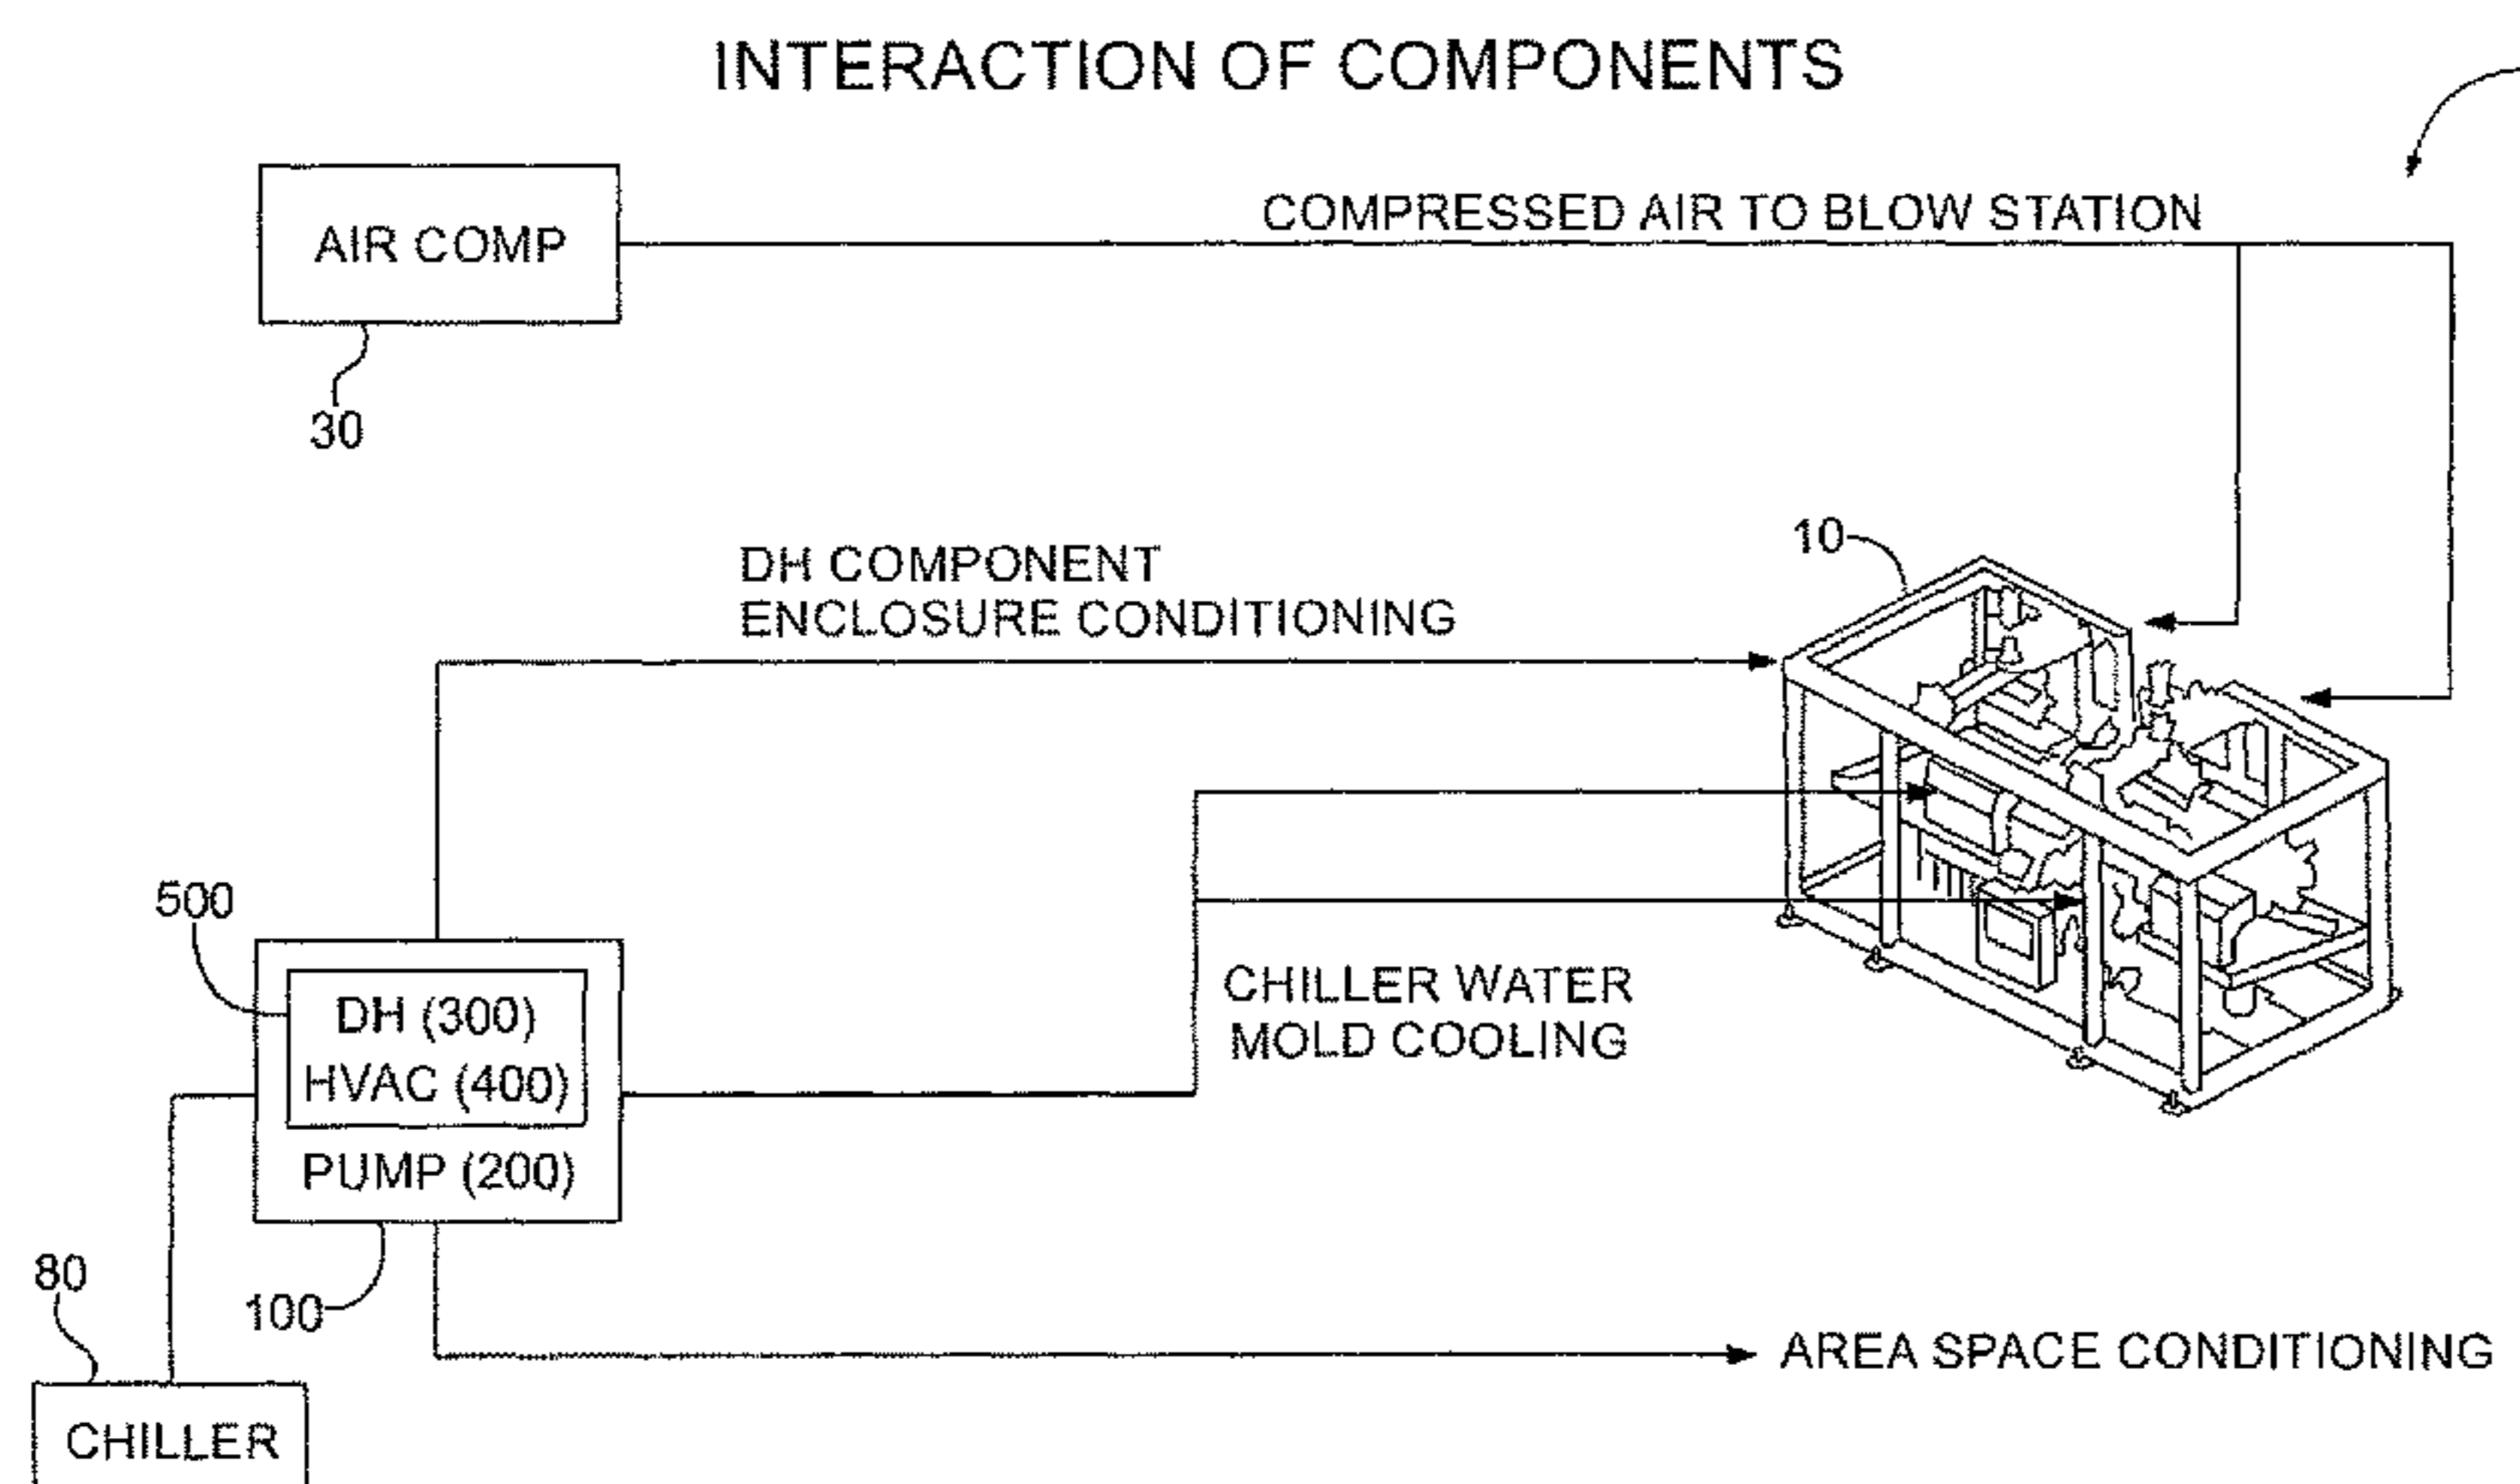 INTERACTION OF COMPONENTS
AIR COMP
COMPRESSED AIR TO BLOW STATION
30
10
DH COMPONENT
ENCLOSURE CONDITIONING
500
DH (300)
HVAC (400)
PUMP (200)
CHILLER WATER
MOLD COOLING
80
100
AREA SPACE CONDITIONING
CHILLER